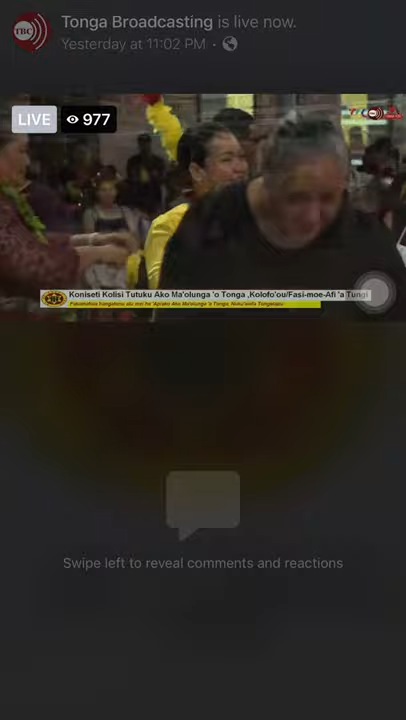 Tonga Broadcasting is live now.
Yesterday at 11:02 PM ·
TBC
LIVE
977
Koniseti Kolisi Tutuku Ako Ma'olunga 'o Tonga ,Kolofo'ou/Fasi-moe-Afi 'a Tungi
Swipe left to reveal comments and reactions